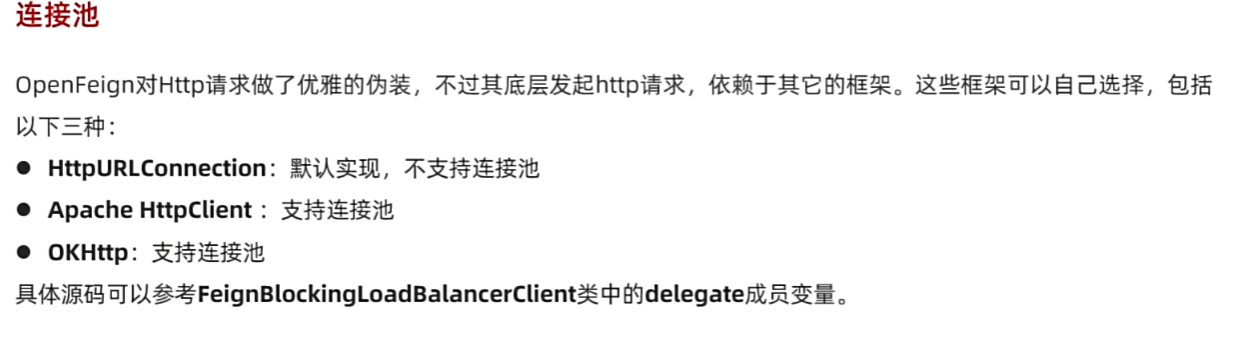 连接池
OpenFeign对Http请求做了优雅的伪装，不过其底层发起http请求，依赖于其它的框架。这些框架可以自己选择，包括
以下三种：
● HttpURLConnection：默认实现，不支持连接池
● Apache HttpClient ：支持连接池
● OKHttp：支持连接池
具体源码可以参考FeignBlockingLoadBalancerClient类中的delegate成员变量。